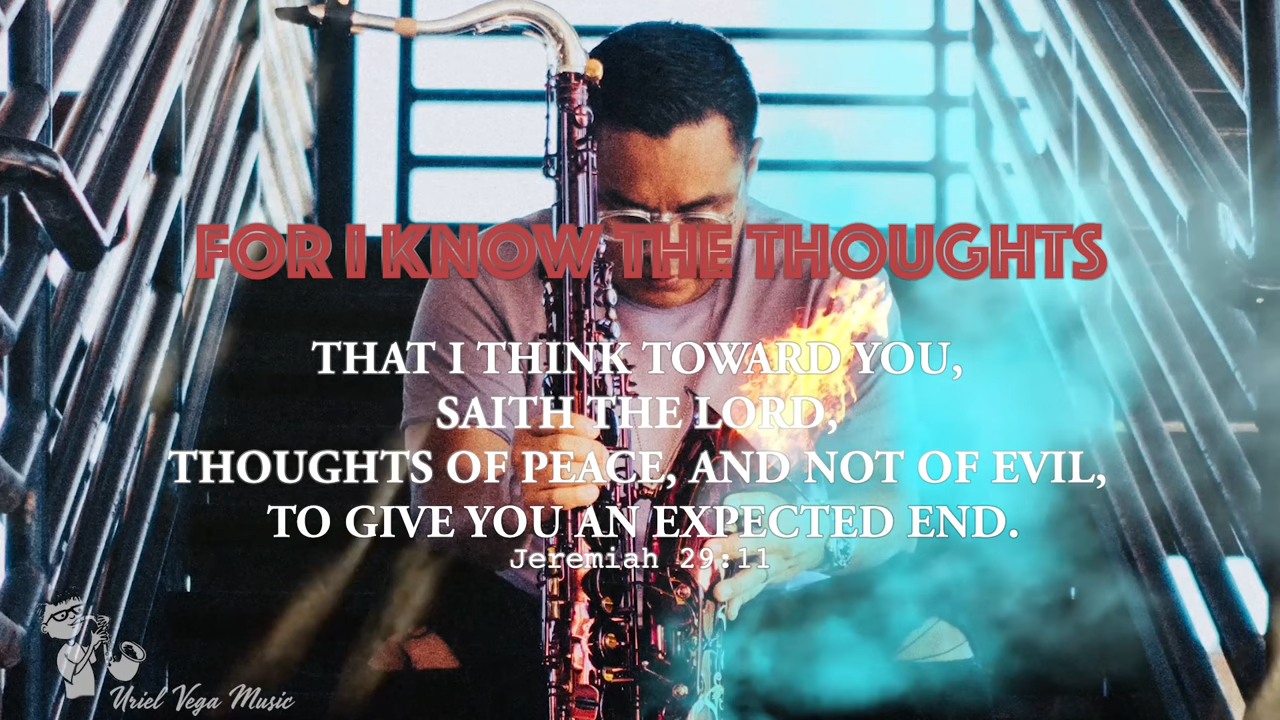 FOR I KNOW THE THOUGHTS
THAT I THINK TOWARD YOU,
SAITH THE LORD,
THOUGHTS OF PEACE, AND NOT OF EVIL,
TO GIVE YOU AN EXPECTED END.
Jeremiah 29:11
Uriel Vega Music